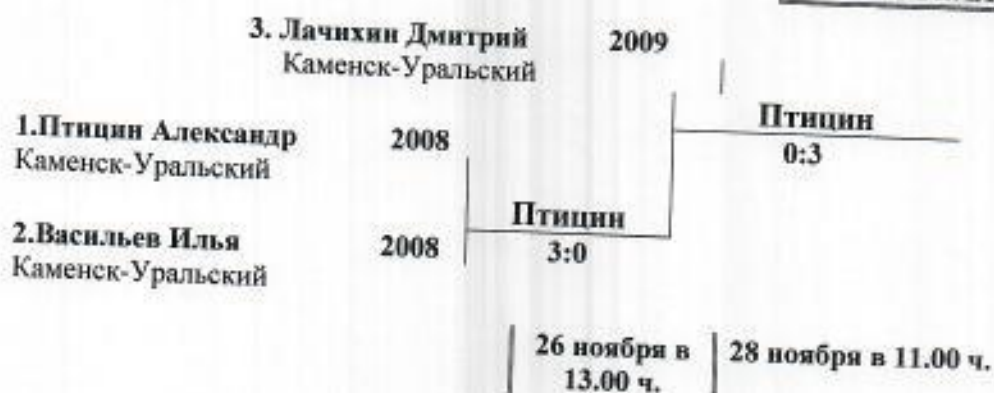 3. Лачихин Дмитрий 2009
Каменск-Уральский
1.Птицин Александр 2008
Каменск-Уральский
Птицин
0:3
2.Васильев Илья 2008
Каменск-Уральский
Птицин
3:0
26 ноября в
13.00 ч.
28 ноября в 11.00 ч.